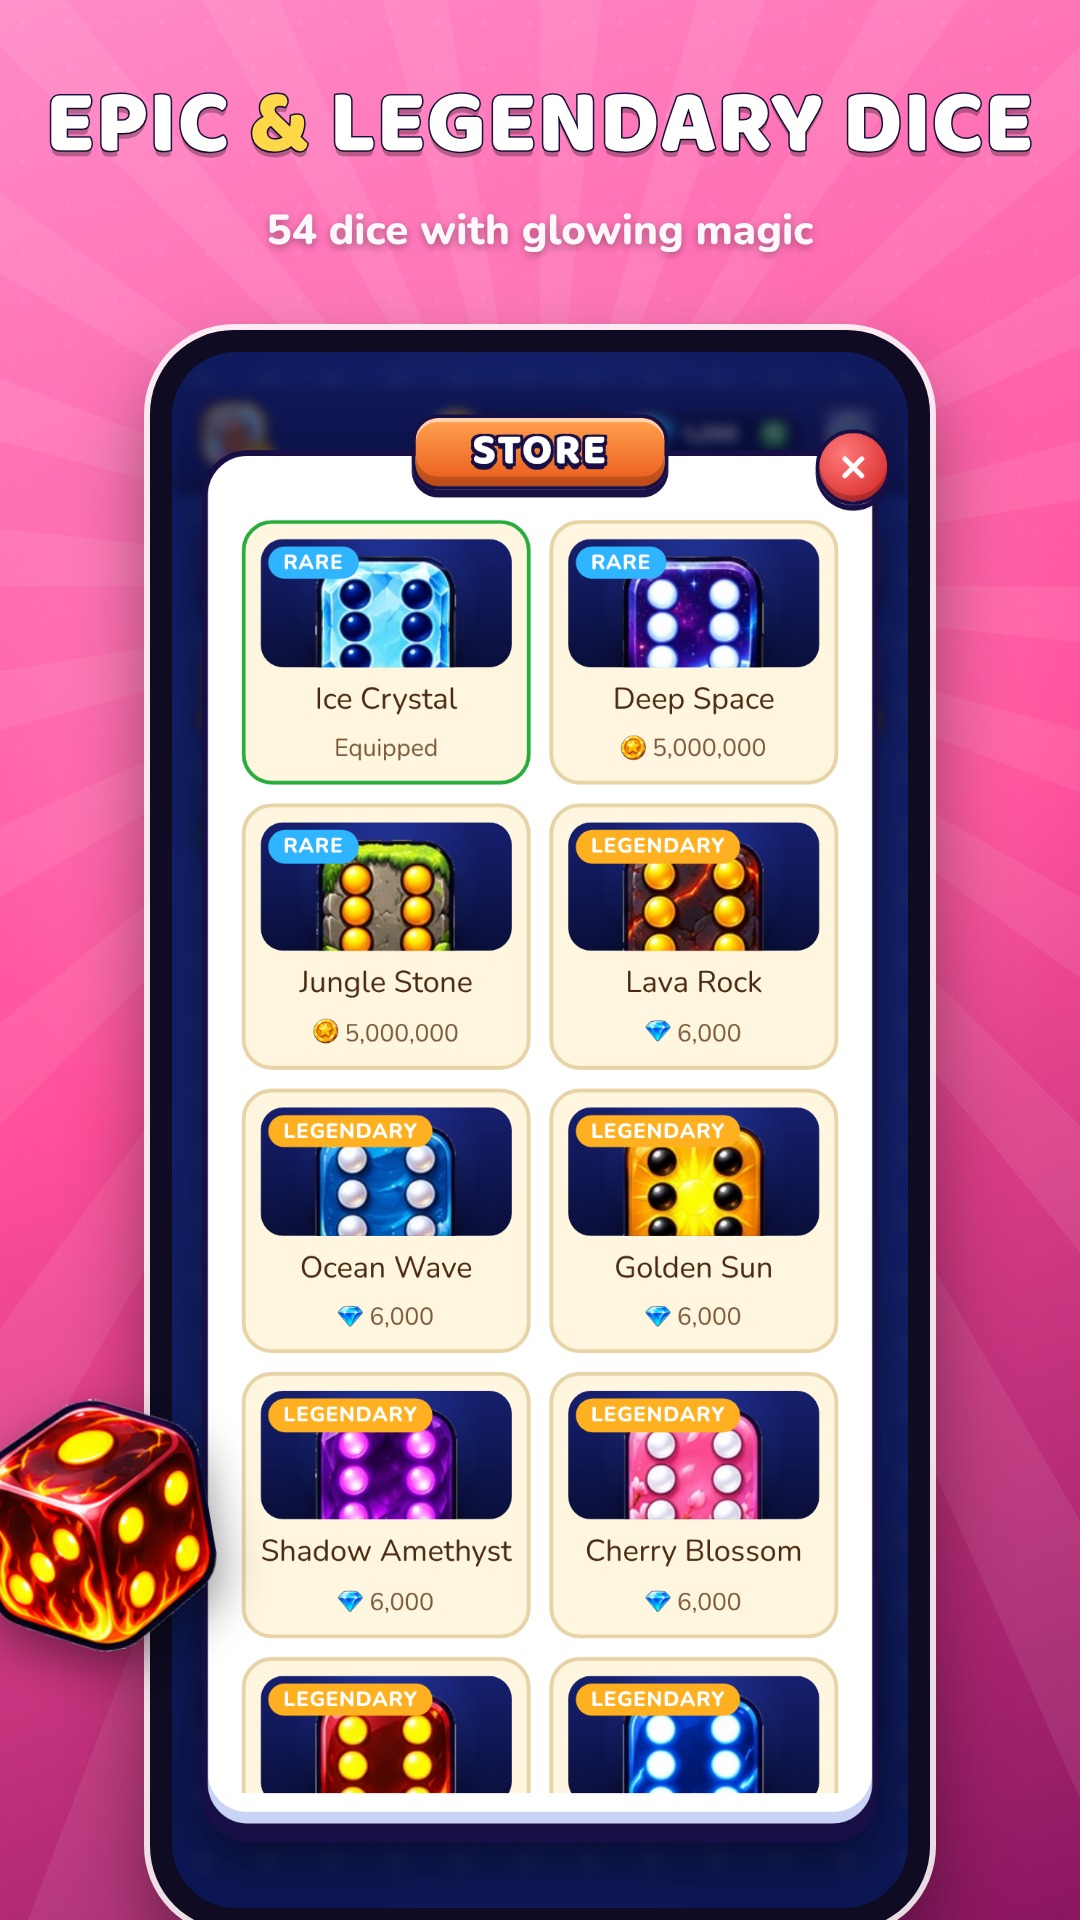 EPIC & LEGENDARY DICE
54 dice with glowing magic
STORE
RARE
RARE
Ice Crystal
Deep Space
Equipped
5,000,000
RARE
LEGENDARY
Jungle Stone
Lava Rock
5,000,000
6,000
LEGENDARY
LEGENDARY
Ocean Wave
Golden Sun
6,000
6,000
LEGENDARY
LEGENDARY
Shadow Amethyst
Cherry Blossom
6,000
6,000
LEGENDARY
LEGENDARY